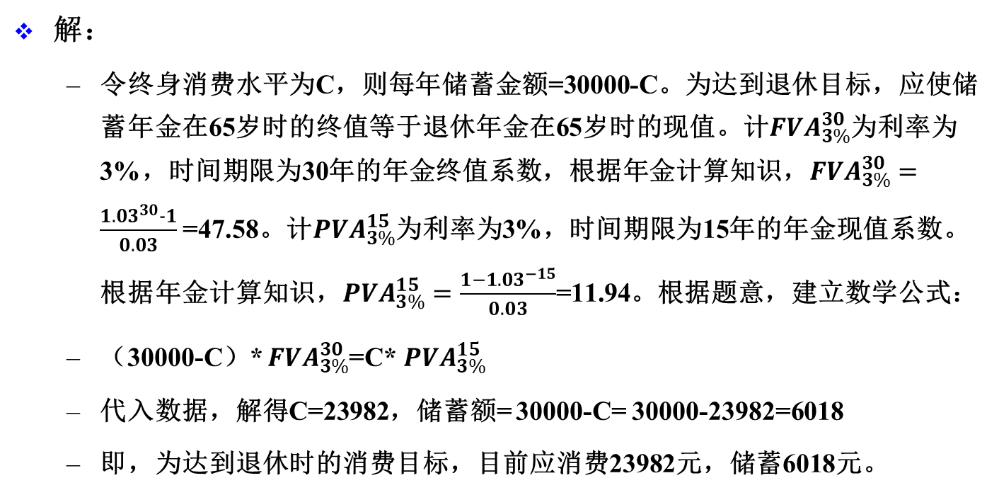 ❖ 解：
– 令终身消费水平为C，则每年储蓄金额=30000-C。为达到退休目标，应使储
蓄年金在65岁时的终值等于退休年金在65岁时的现值。计$FVA_{3\%}^{30}$为利率为
3%，时间期限为30年的年金终值系数，根据年金计算知识，$FVA_{3\%}^{30} =$
$\frac{1.03^{30}-1}{0.03}$=47.58。计$PVA_{3\%}^{15}$为利率为3%，时间期限为15年的年金现值系数。
根据年金计算知识，$PVA_{3\%}^{15} = \frac{1-1.03^{-15}}{0.03}$=11.94。根据题意，建立数学公式：
– （30000-C）* $FVA_{3\%}^{30}$=C* $PVA_{3\%}^{15}$
– 代入数据，解得C=23982，储蓄额= 30000-C= 30000-23982=6018
– 即，为达到退休时的消费目标，目前应消费23982元，储蓄6018元。